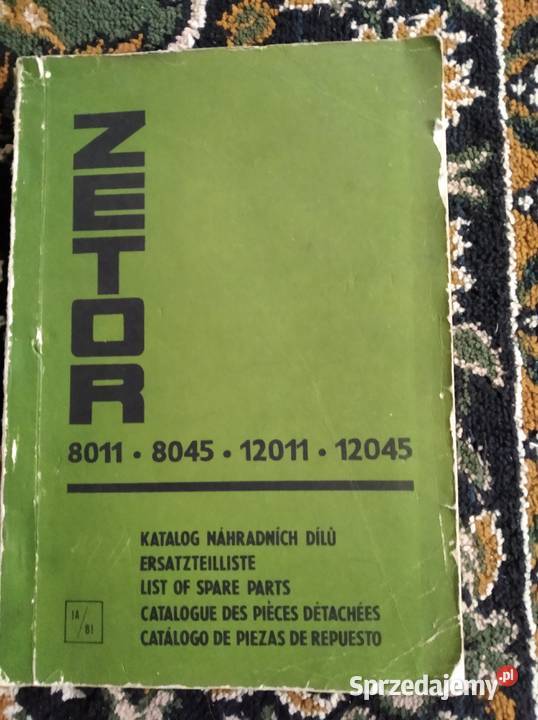 ZETOR
8011 • 8045 • 12011 • 12045
KATALOG NÁHRADNÍCH DÍLŮ
ERSATZTEILLISTE
LIST OF SPARE PARTS
CATALOGUE DES PIÈCES DÉTACHÉES
CATÁLOGO DE PIEZAS DE REPUESTO
1A/81
Sprzedajemy.pl